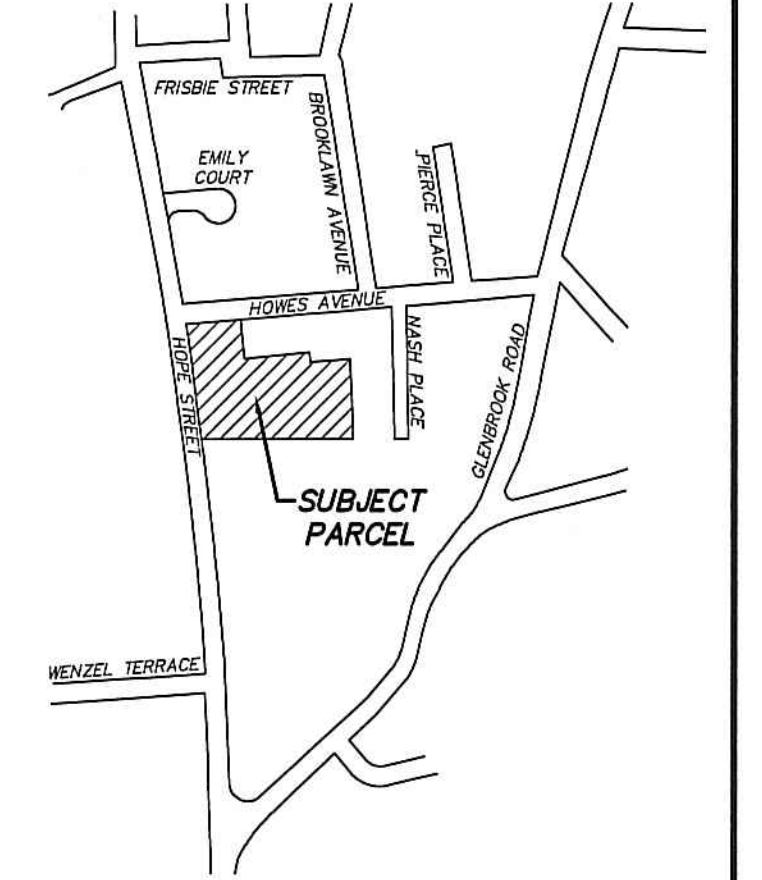 FRISBIE STREET
BROOKLAWN AVENUE
EMILY
COURT
PIERCE PLACE
HOWES AVENUE
HOPE STREET
NASH PLACE
GLENBROOK ROAD
SUBJECT
PARCEL
WENZEL TERRACE